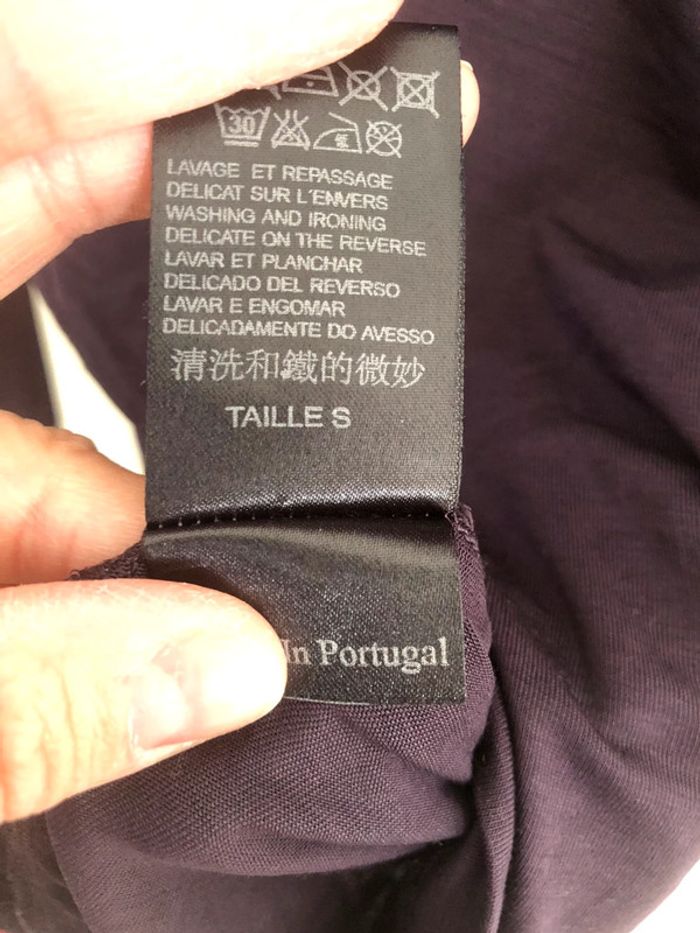 30
LAVAGE ET REPASSAGE
DELICAT SUR L'ENVERS
WASHING AND IRONING
DELICATE ON THE REVERSE
LAVAR ET PLANCHAR
DELICADO DEL REVERSO
LAVAR E ENGOMAR
DELICADAMENTE DO AVESSO
清洗和鐵的微妙
TAILLE S
In Portugal